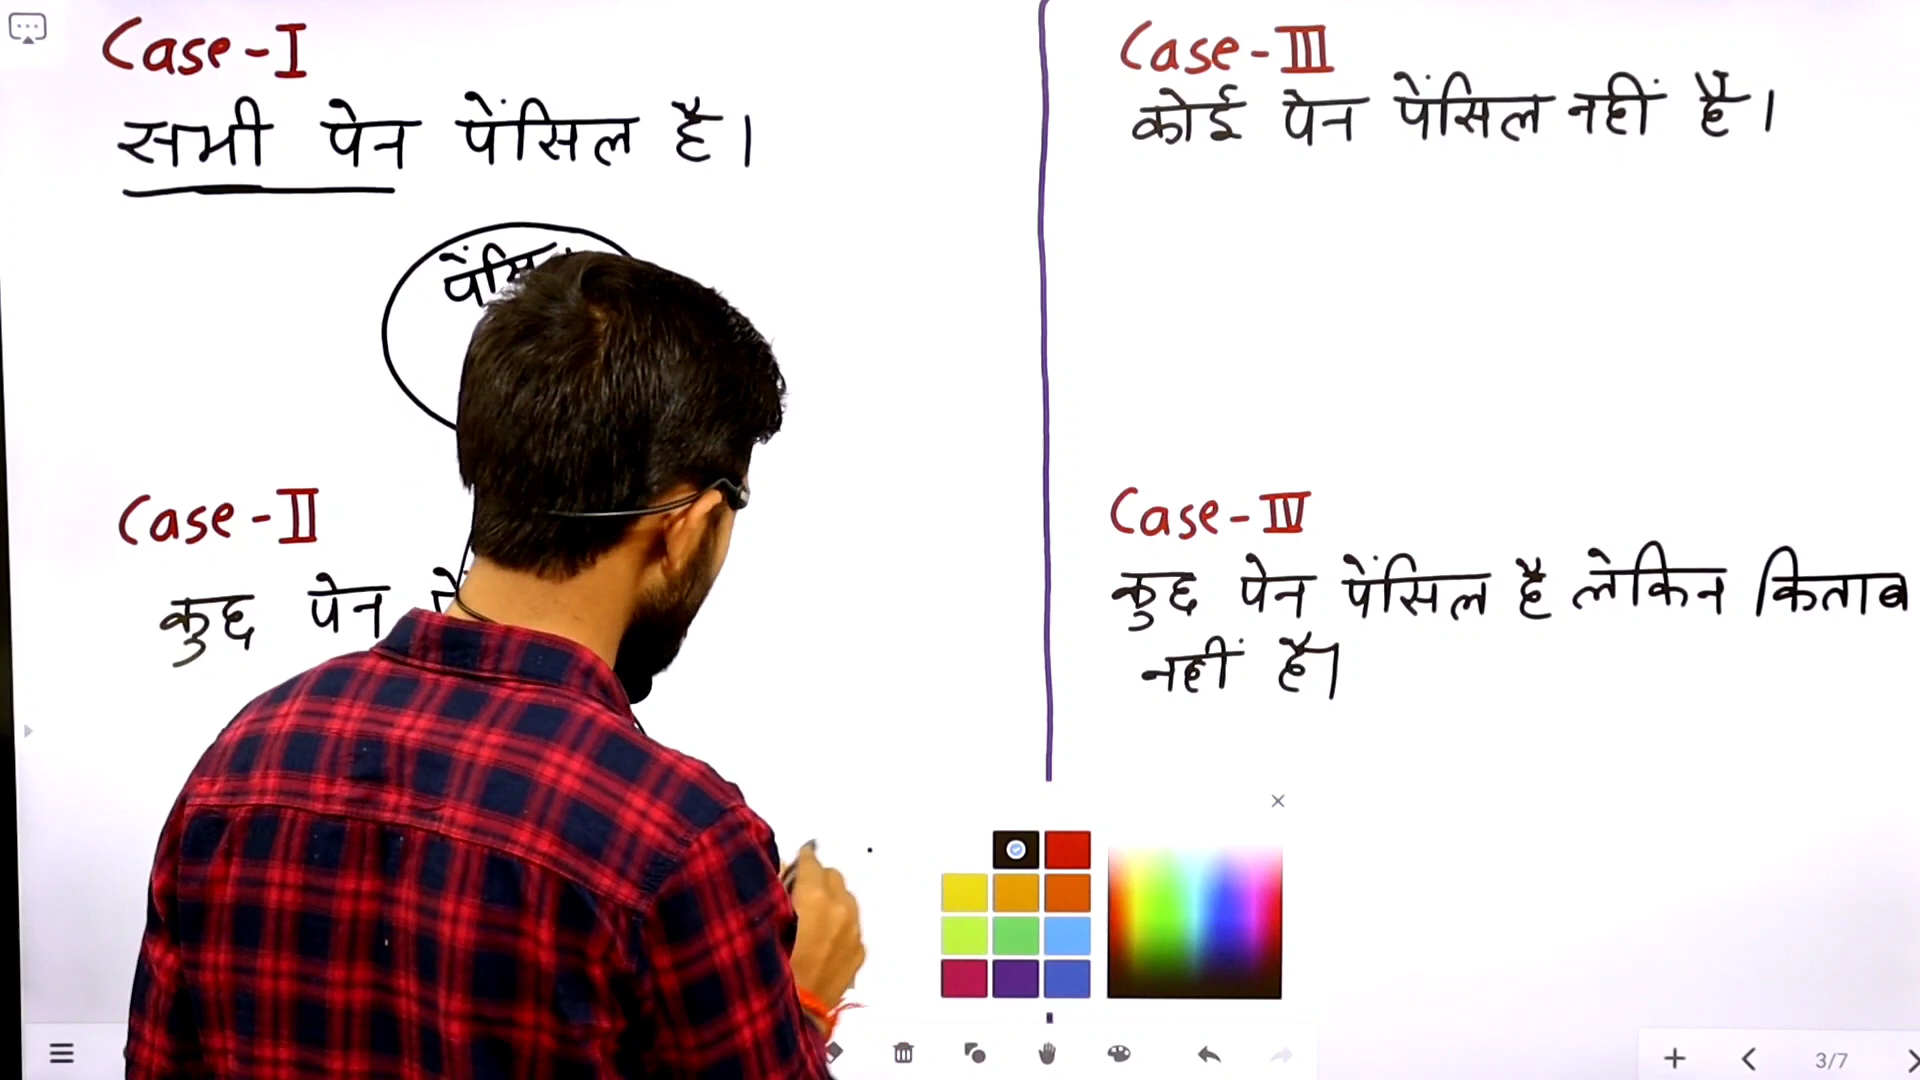 Case-I
सभी पेन पेंसिल है।
Case-II
कुछ पेन
Case-III
कोई पेन पेंसिल नहीं है।
Case-IV
कुछ पेन पेंसिल है लेकिन किताब
नहीं है।
3/7